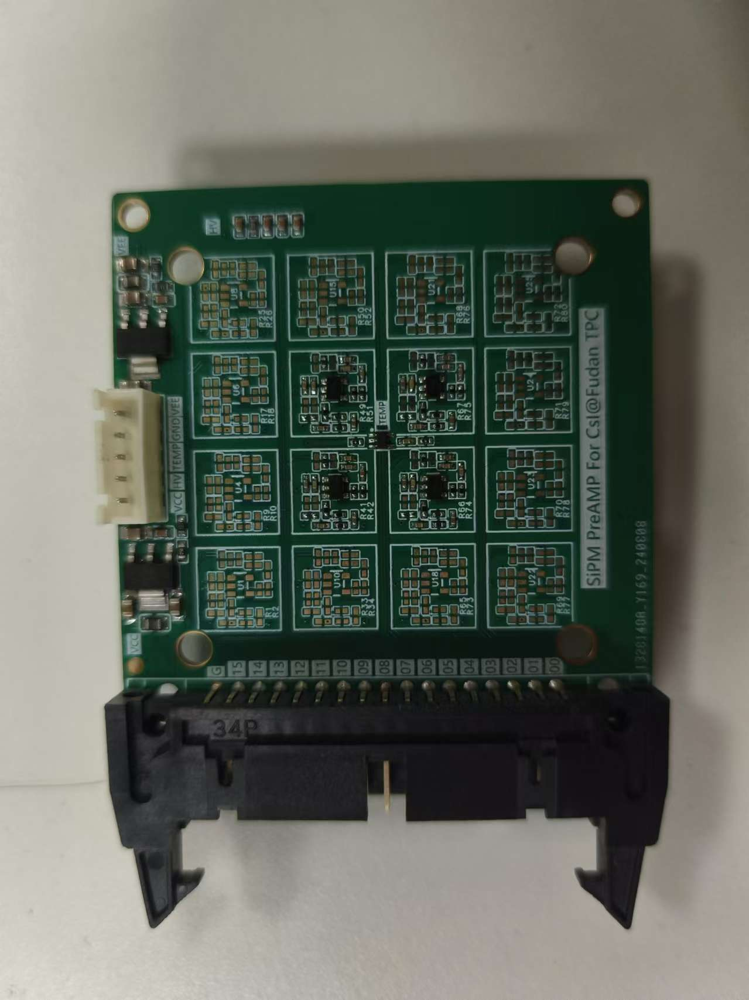 HV
VEE
U8
R25
R26
U15
R50
R52
U21
R68
R76
R72
R80
U6
R17
R18
R49
R51
R67
R75
R71
R79
TEMP
VCC HV TEMP GND VEE
U4
R9
R10
R41
R42
R66
R74
R70
R78
U1
R1
R2
U10
R33
R34
U18
R65
R73
U22
R69
R77
SiPM PreAMP For CsI@Fudan TPC
VCC
G 15 14 13 12 11 10 09 08 07 06 05 04 03 02 01 00
34P